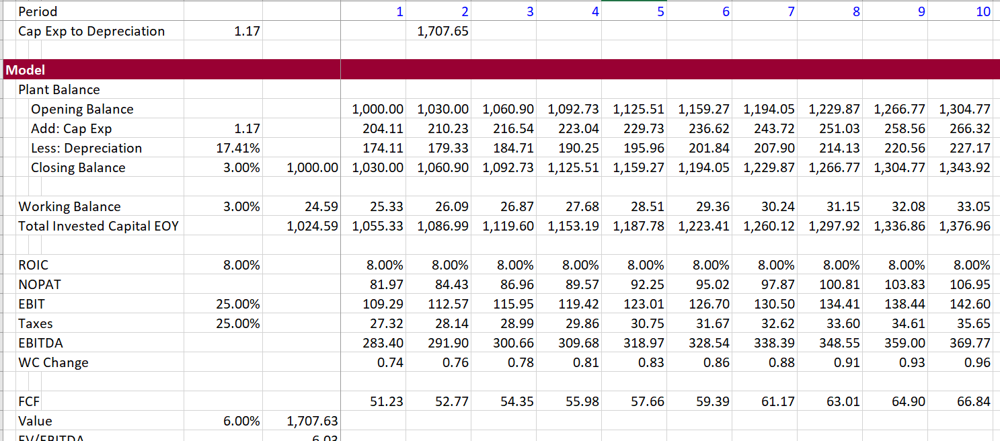 Period 1 2 3 4 5 6 7 8 9 10
Cap Exp to Depreciation 1.17 1,707.65
Model
Plant Balance
Opening Balance 1,000.00 1,030.00 1,060.90 1,092.73 1,125.51 1,159.27 1,194.05 1,229.87 1,266.77 1,304.77
Add: Cap Exp 1.17 204.11 210.23 216.54 223.04 229.73 236.62 243.72 251.03 258.56 266.32
Less: Depreciation 17.41% 174.11 179.33 184.71 190.25 195.96 201.84 207.90 214.13 220.56 227.17
Closing Balance 3.00% 1,000.00 1,030.00 1,060.90 1,092.73 1,125.51 1,159.27 1,194.05 1,229.87 1,266.77 1,304.77 1,343.92
Working Balance 3.00% 24.59 25.33 26.09 26.87 27.68 28.51 29.36 30.24 31.15 32.08 33.05
Total Invested Capital EOY 1,024.59 1,055.33 1,086.99 1,119.60 1,153.19 1,187.78 1,223.41 1,260.12 1,297.92 1,336.86 1,376.96
ROIC 8.00% 8.00% 8.00% 8.00% 8.00% 8.00% 8.00% 8.00% 8.00% 8.00% 8.00%
NOPAT 81.97 84.43 86.96 89.57 92.25 95.02 97.87 100.81 103.83 106.95
EBIT 25.00% 109.29 112.57 115.95 119.42 123.01 126.70 130.50 134.41 138.44 142.60
Taxes 25.00% 27.32 28.14 28.99 29.86 30.75 31.67 32.62 33.60 34.61 35.65
EBITDA 283.40 291.90 300.66 309.68 318.97 328.54 338.39 348.55 359.00 369.77
WC Change 0.74 0.76 0.78 0.81 0.83 0.86 0.88 0.91 0.93 0.96
FCF 51.23 52.77 54.35 55.98 57.66 59.39 61.17 63.01 64.90 66.84
Value 6.00% 1,707.63
EV/EBITDA 6.03